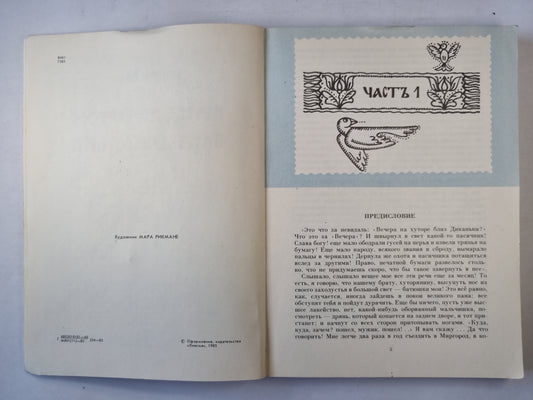 Художник МАРА РИКМАНЕ
© Оформление, издательство
1985
ЧАСТЪ 1
ПРЕДИСЛОВИЕ
«Это что за невидаль: «Вечера на хуторе близ Диканьки»?
Что это за «Вечера»? И швырнул в свет какой-то пасичник!
Слава богу! еще мало ободрали гусей на перья и извели тряпья на
бумагу! Еще мало народу, всякого звания и сброду, вымарало
пальцы в чернилах! Дернула же охота и пасичника потащиться
вслед за другими! Право, печатной бумаги развелось столь-
ко, что не придумаешь скоро, что бы такое завернуть в нее».
Слышало, слышало вещее мое все эти речи еще за месяц! То
есть, я говорю, что нашему брату, хуторянину, высунуть нос из
своего захолустья в большой свет — батюшки мои! Это всё равно,
как, случается, иногда зайдешь в покои великого пана: все
обступят тебя и пойдут дурачить. Еще бы ничего, пусть уже выс-
шее лакейство, нет, какой-нибудь оборванный мальчишка, по-
смотреть — дрянь, который копается на заднем дворе, и тот при-
станет; и начнут со всех сторон притопывать ногами. «Куда,
куда, зачем? пошел, мужик, пошел!..» Я вам скажу... Да что
говорить! Мне легче два раза в год съездить в Миргород, в ко-